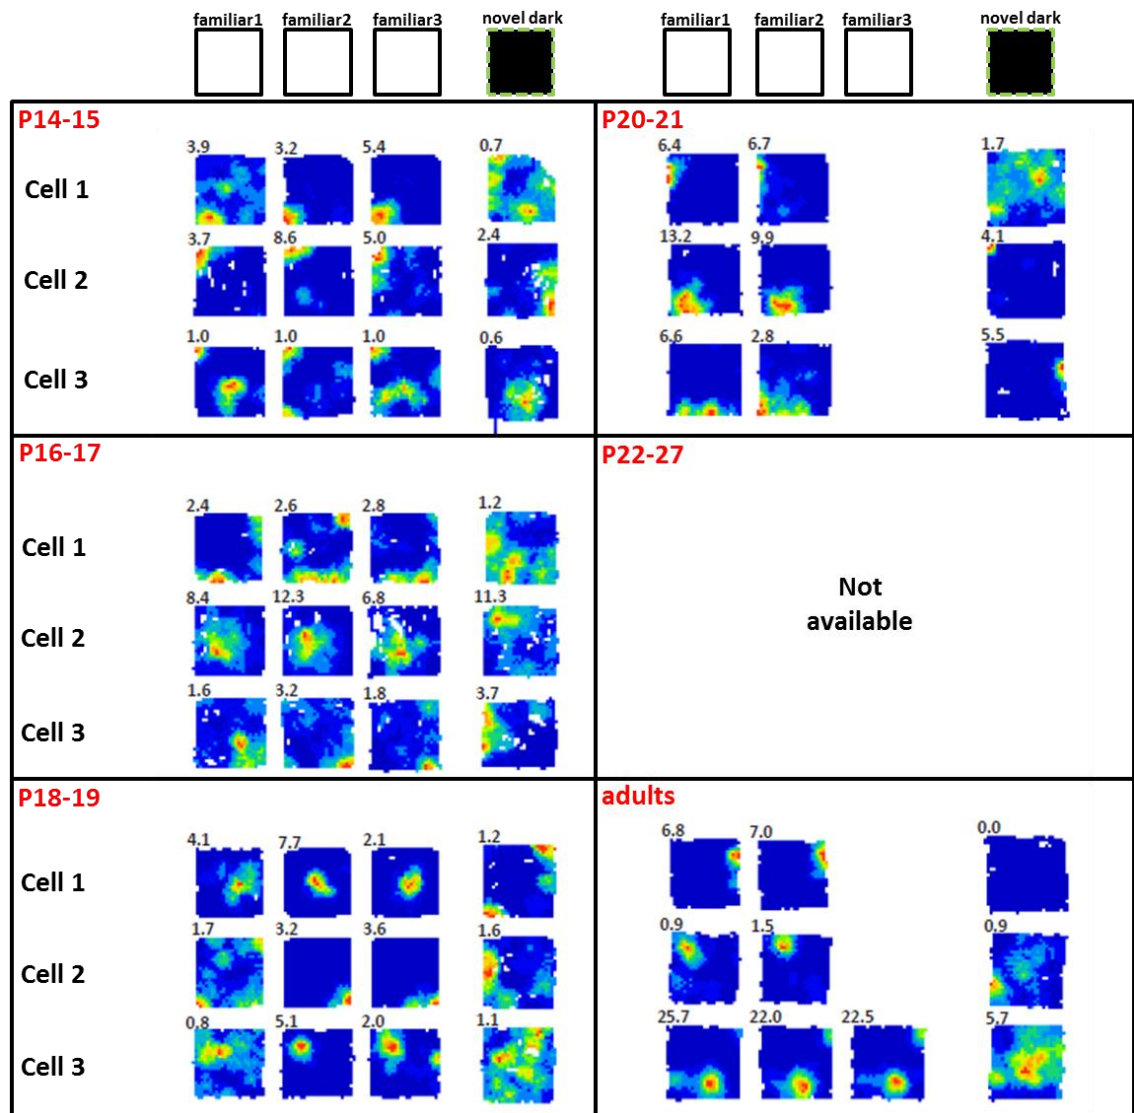 familiar1 familiar2 familiar3 novel dark familiar1 familiar2 familiar3 novel dark
P14-15
3.9 3.2 5.4 0.7
Cell 1
3.7 8.6 5.0 2.4
Cell 2
1.0 1.0 1.0 0.6
Cell 3
P20-21
6.4 6.7 1.7
13.2 9.9 4.1
6.6 2.8 5.5
P16-17
2.4 2.6 2.8 1.2
Cell 1
8.4 12.3 6.8 11.3
Cell 2
1.6 3.2 1.8 3.7
Cell 3
P22-27
Not
available
P18-19
4.1 7.7 2.1 1.2
Cell 1
1.7 3.2 3.6 1.6
Cell 2
0.8 5.1 2.0 1.1
Cell 3
adults
6.8 7.0 0.0
0.9 1.5 0.9
25.7 22.0 22.5 5.7